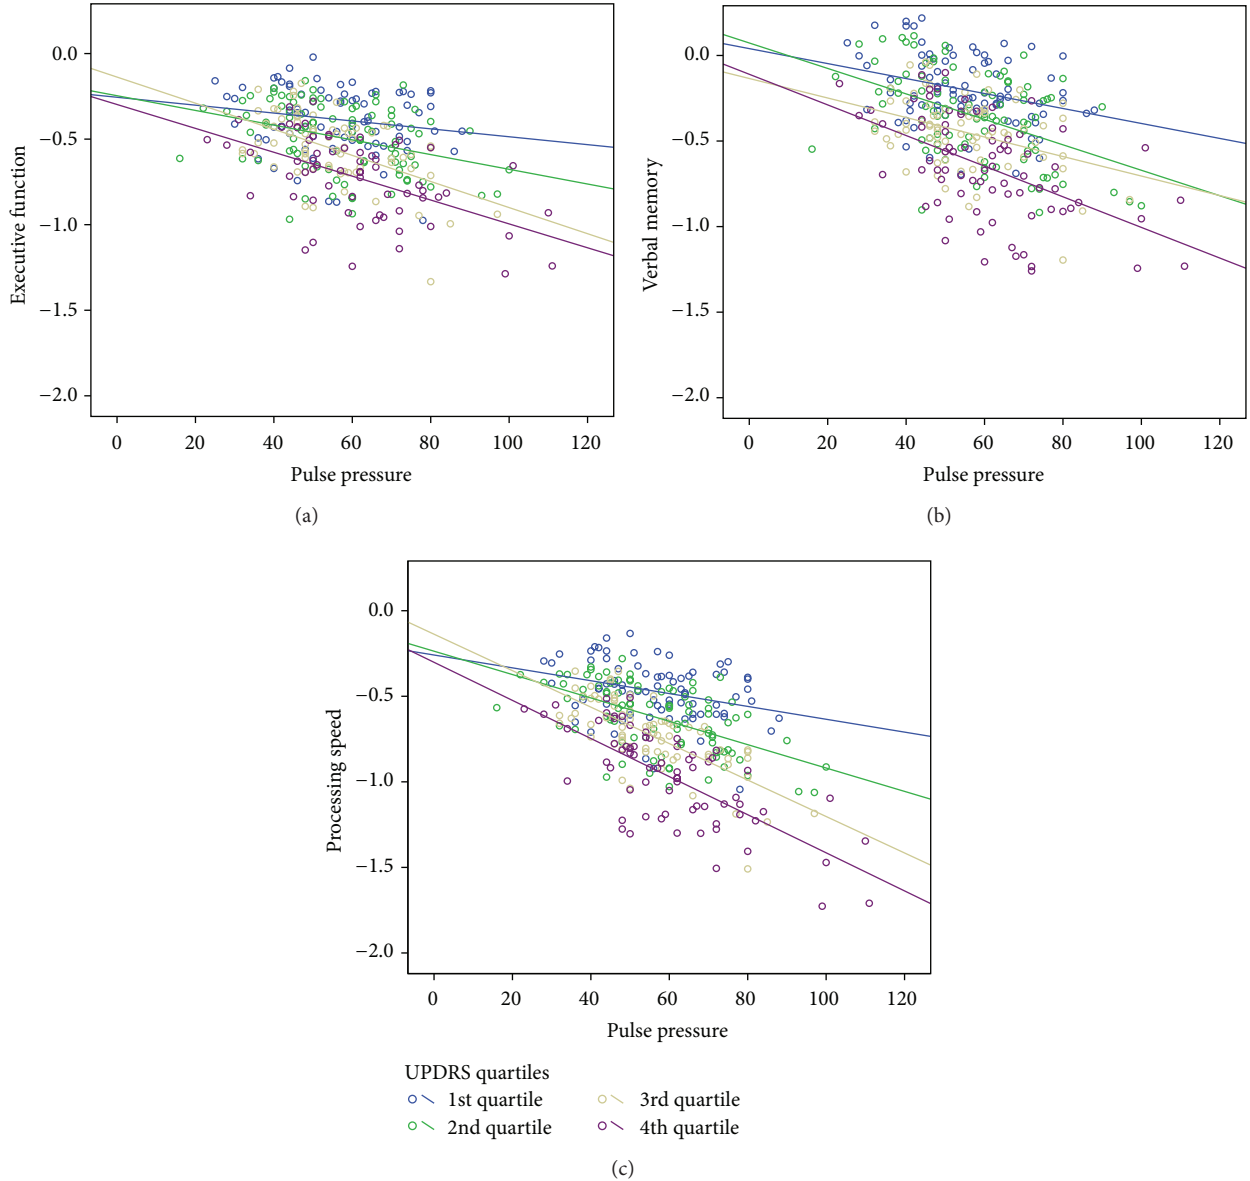 0.0
−0.5
−1.0
−1.5
−2.0
Executive function
0 20 40 60 80 100 120
Pulse pressure
(a)
0.0
−0.5
−1.0
−1.5
−2.0
Verbal memory
0 20 40 60 80 100 120
Pulse pressure
(b)
0.0
−0.5
−1.0
−1.5
−2.0
Processing speed
0 20 40 60 80 100 120
Pulse pressure
UPDRS quartiles
1st quartile 3rd quartile
2nd quartile 4th quartile
(c)